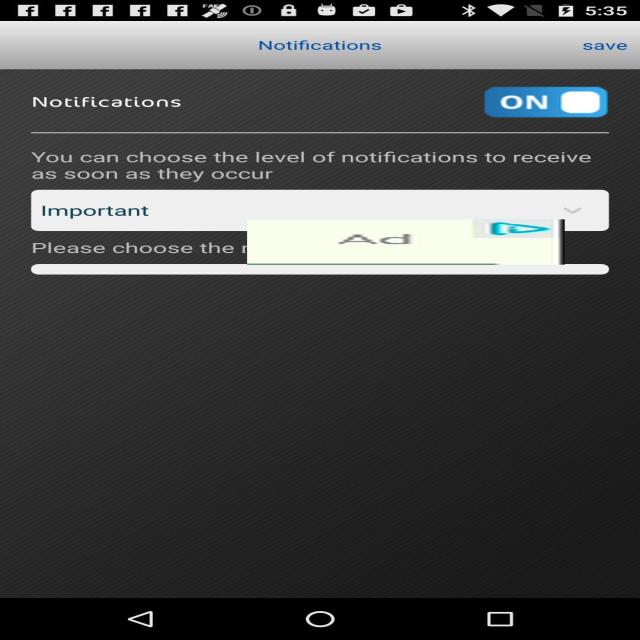 FAKE
5:35
Notifications
save
Notifications
ON
You can choose the level of notifications to receive
as soon as they occur
Important
Please choose the
Ad